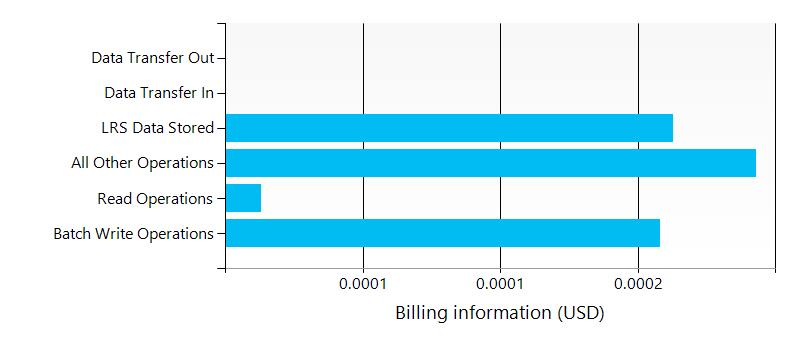 Data Transfer Out
Data Transfer In
LRS Data Stored
All Other Operations
Read Operations
Batch Write Operations
0.0001 0.0001 0.0002
Billing information (USD)